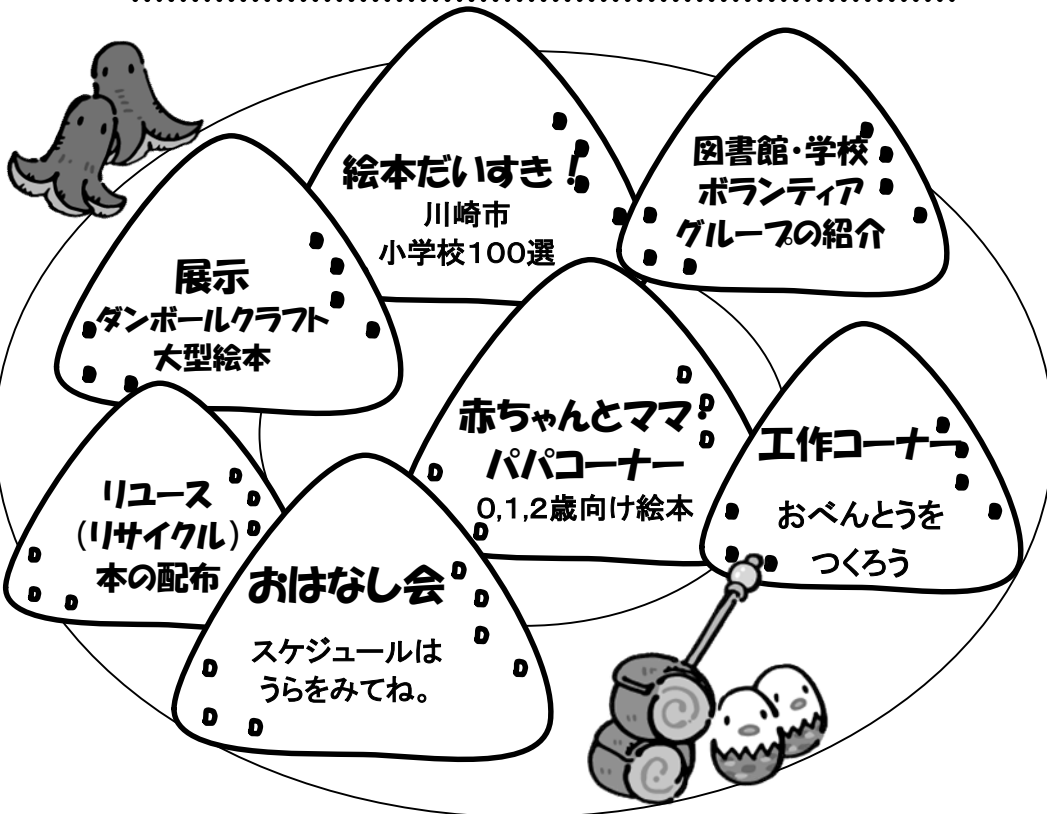 絵本だいすき!
川崎市
小学校100選
図書館・学校
ボランティア
グループの紹介
展示
ダンボールクラフト
大型絵本
赤ちゃんとママ・
パパコーナー
0,1,2歳向け絵本
工作コーナー
おべんとうを
つくろう
リユース
(リサイクル)
本の配布
おはなし会
スケジュールは
うらをみてね。